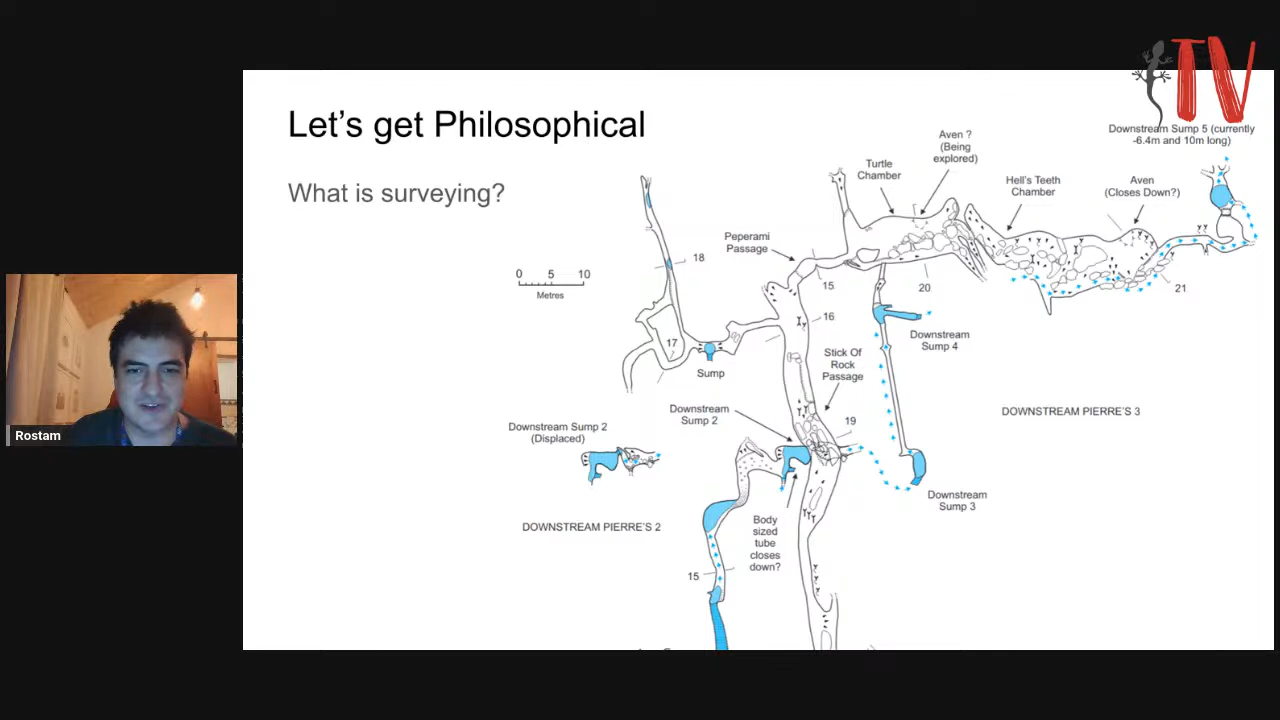 TV
Let's get Philosophical
What is surveying?
Downstream Sump 5 (currently
-6.4m and 10m long)
Aven ?
(Being
explored)
Turtle
Chamber
Hell's Teeth
Chamber
Aven
(Closes Down?)
Peperami
Passage
0 5 10
Metres
18
15
20
21
16
17
Downstream
Sump 4
Sump
Stick Of
Rock
Passage
Downstream
Sump 2
19
DOWNSTREAM PIERRE'S 3
Downstream Sump 2
(Displaced)
Downstream
Sump 3
DOWNSTREAM PIERRE'S 2
Body
sized
tube
closes
down?
15
Rostam